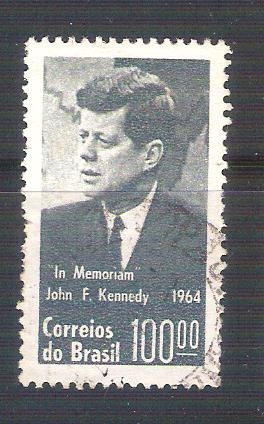 In Memoriam
John F. Kennedy 1964
Correios
do Brasil 100.00